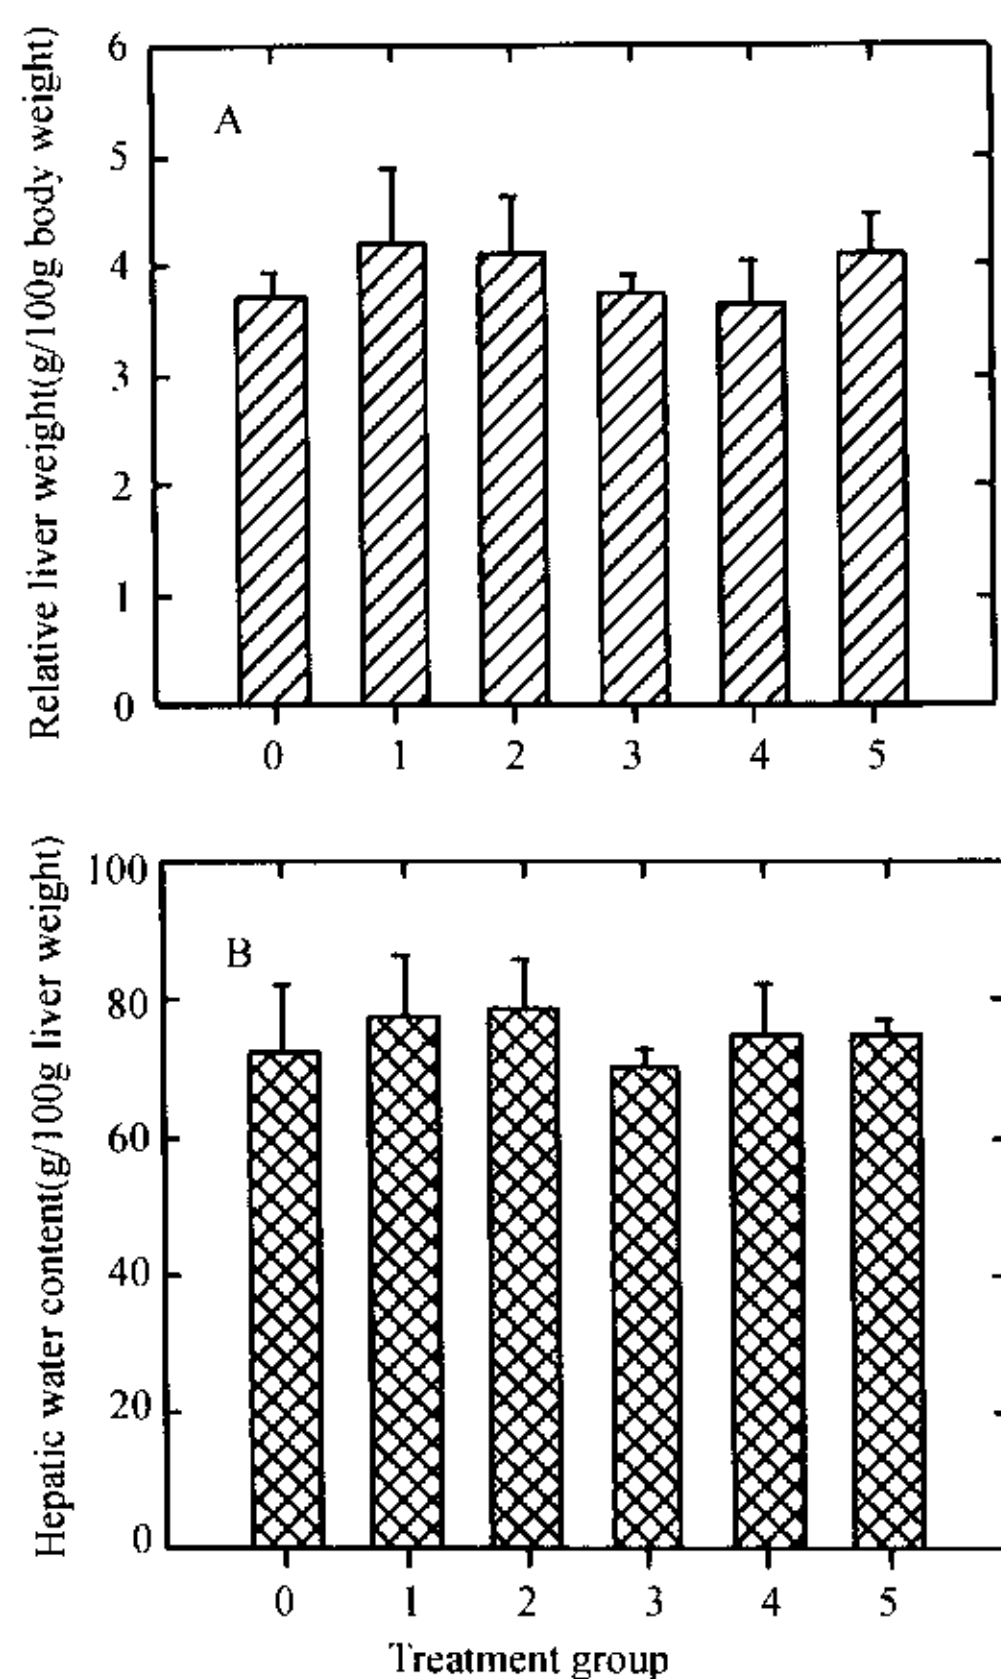 Relative liver weight(g/100g body weight)
6
5
4
3
2
1
0
A
0 1 2 3 4 5
Hepatic water content(g/100g liver weight)
100
80
60
40
20
0
B
0 1 2 3 4 5
Treatment group